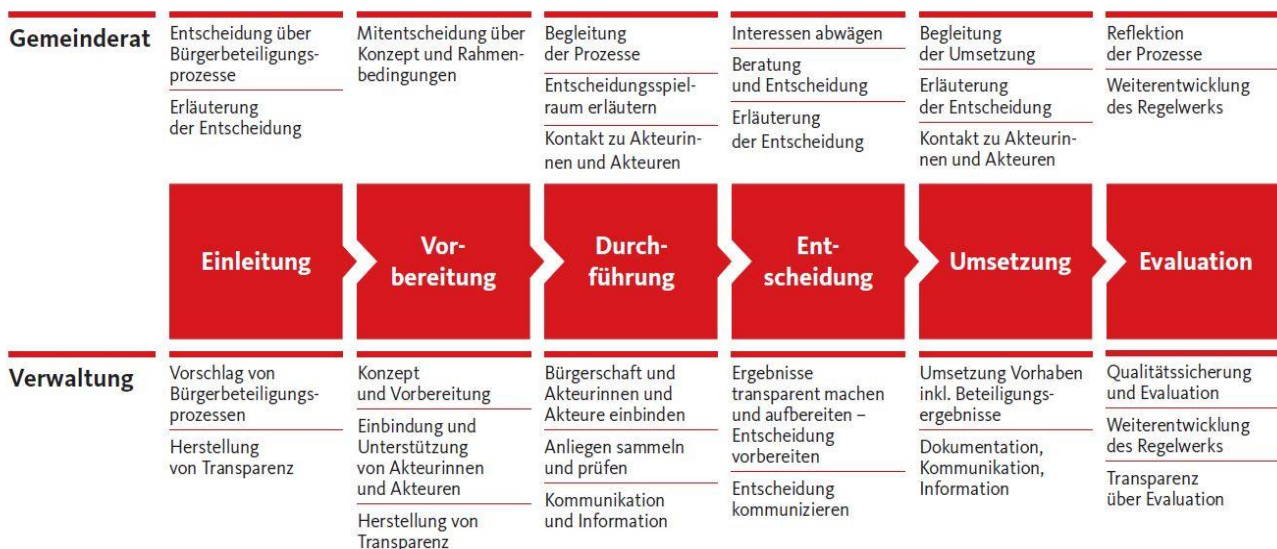 Gemeinderat
Entscheidung über
Bürgerbeteiligungs-
prozesse
Erläuterung
der Entscheidung
Mitentscheidung über
Konzept und Rahmen-
bedingungen
Begleitung
der Prozesse
Entscheidungsspiel-
raum erläutern
Kontakt zu Akteurin-
nen und Akteuren
Interessen abwägen
Beratung
und Entscheidung
Erläuterung
der Entscheidung
Begleitung
der Umsetzung
Erläuterung
der Entscheidung
Kontakt zu Akteurin-
nen und Akteuren
Reflektion
der Prozesse
Weiterentwicklung
des Regelwerks
Einleitung
Vor-
bereitung
Durch-
führung
Ent-
scheidung
Umsetzung
Evaluation
Verwaltung
Vorschlag von
Bürgerbeteiligungs-
prozessen
Herstellung
von Transparenz
Konzept
und Vorbereitung
Einbindung und
Unterstützung
von Akteurinnen
und Akteuren
Herstellung von
Transparenz
Bürgerschaft und
Akteurinnen und
Akteure einbinden
Anliegen sammeln
und prüfen
Kommunikation
und Information
Ergebnisse
transparent machen
und aufbereiten –
Entscheidung
vorbereiten
Entscheidung
kommunizieren
Umsetzung Vorhaben
inkl. Beteiligungs-
ergebnisse
Dokumentation,
Kommunikation,
Information
Qualitätssicherung
und Evaluation
Weiterentwicklung
des Regelwerks
Transparenz
über Evaluation